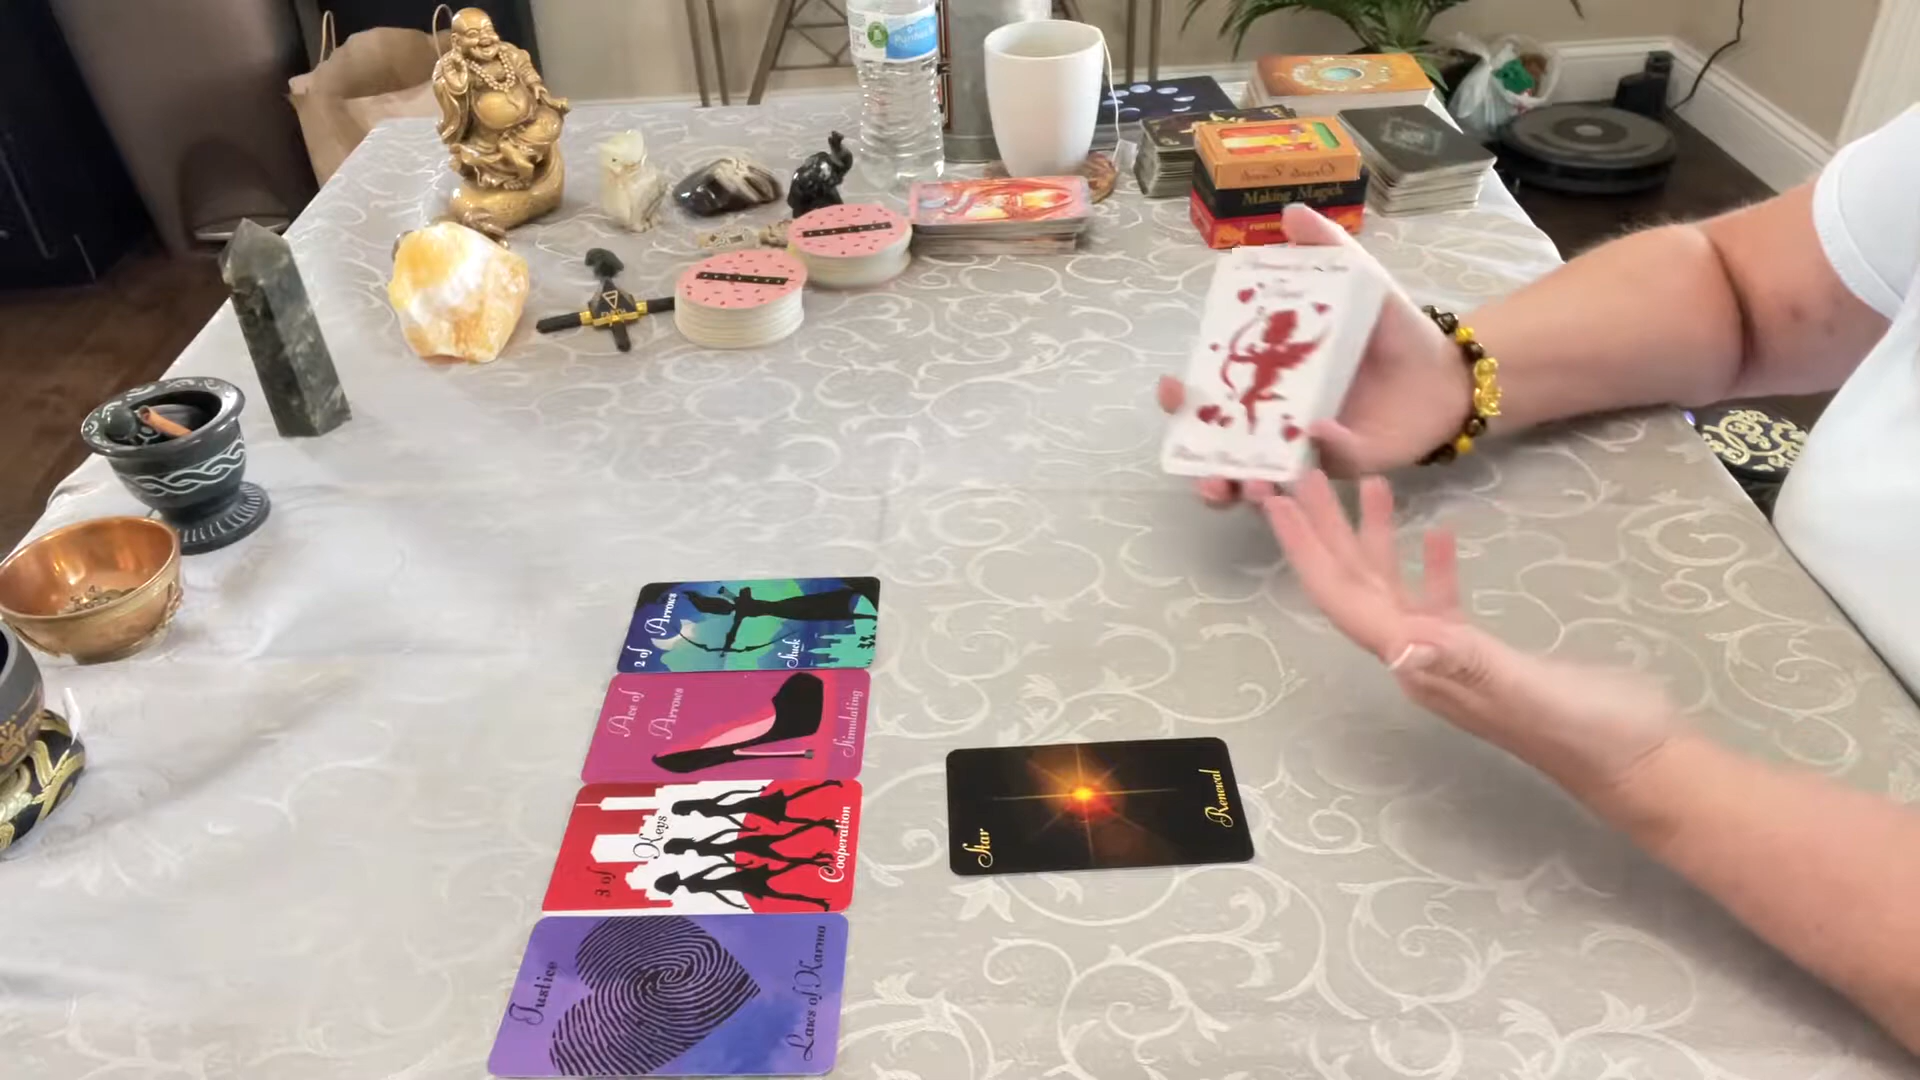 Making Magick
2 of Arrows
Stuck
Ace of
Arrows
Stimulating
3 of Keys
Cooperation
Star
Renewal
Justice
Laws of Karma